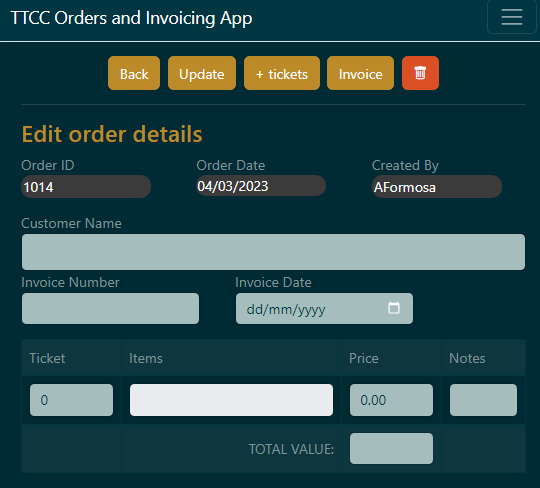 TTCC Orders and Invoicing App
Back Update + tickets Invoice
Edit order details
Order ID Order Date Created By
1014 04/03/2023 AFormosa
Customer Name
Invoice Number Invoice Date
dd/mm/yyyy
Ticket Items Price Notes
0 0.00
TOTAL VALUE: